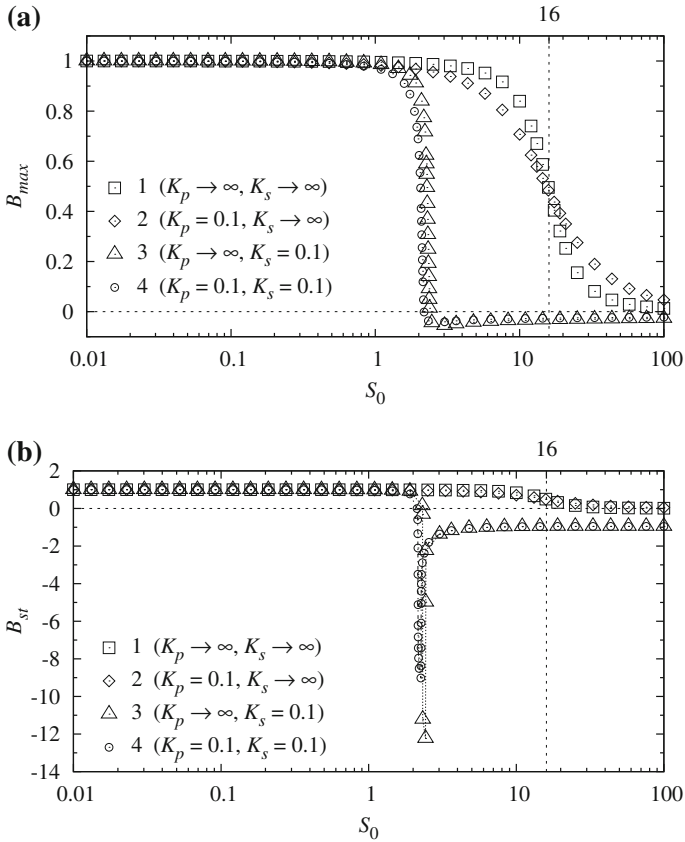 (a)
16
1
0.8
0.6
0.4
0.2
0
B_max
1 (K_p → ∞, K_s → ∞)
2 (K_p = 0.1, K_s → ∞)
3 (K_p → ∞, K_s = 0.1)
4 (K_p = 0.1, K_s = 0.1)
0.01 0.1 1 10 100
S_0
(b)
16
2
0
-2
-4
-6
-8
-10
-12
-14
B_st
1 (K_p → ∞, K_s → ∞)
2 (K_p = 0.1, K_s → ∞)
3 (K_p → ∞, K_s = 0.1)
4 (K_p = 0.1, K_s = 0.1)
0.01 0.1 1 10 100
S_0